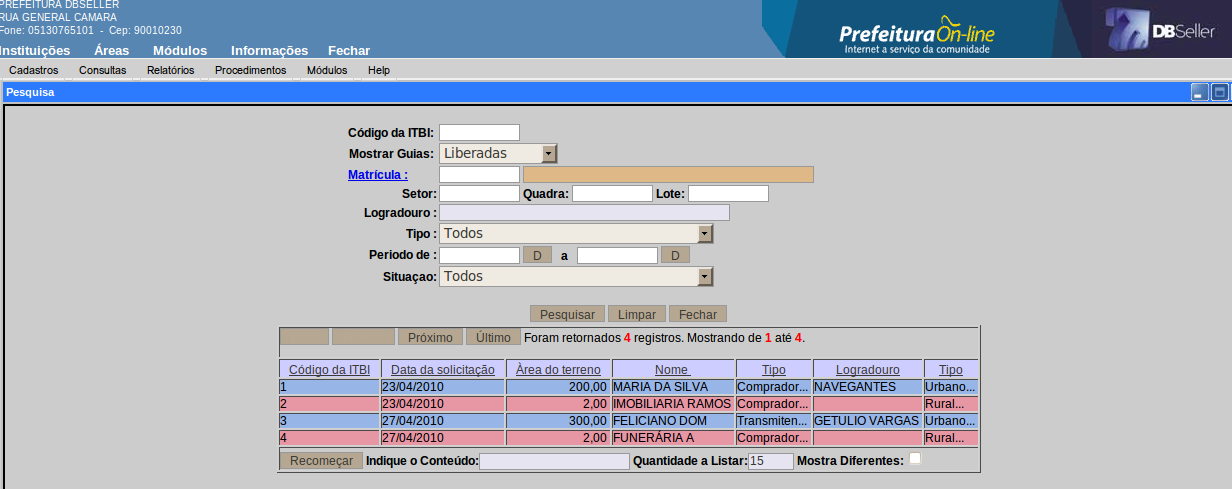 PREFEITURA DBSELLER
RUA GENERAL CAMARA
Fone: 05130765101 - Cep: 90010230
PrefeituraOn-line
Internet a serviço da comunidade
DBSeller
Instituições Áreas Módulos Informações Fechar
Cadastros Consultas Relatórios Procedimentos Módulos Help
Pesquisa
Código da ITBI:
Mostrar Guias: Liberadas
Matrícula :
Setor: Quadra: Lote:
Logradouro :
Tipo : Todos
Periodo de : D a D
Situaçao: Todos
Pesquisar Limpar Fechar
Próximo Último Foram retornados 4 registros. Mostrando de 1 até 4.
Código da ITBI Data da solicitação Àrea do terreno Nome Tipo Logradouro Tipo
1 23/04/2010 200,00 MARIA DA SILVA Comprador... NAVEGANTES Urbano...
2 23/04/2010 2,00 IMOBILIARIA RAMOS Comprador... Rural...
3 27/04/2010 300,00 FELICIANO DOM Transmiten... GETULIO VARGAS Urbano...
4 27/04/2010 2,00 FUNERÁRIA A Comprador... Rural...
Recomeçar Indique o Conteúdo: Quantidade a Listar: 15 Mostra Diferentes: